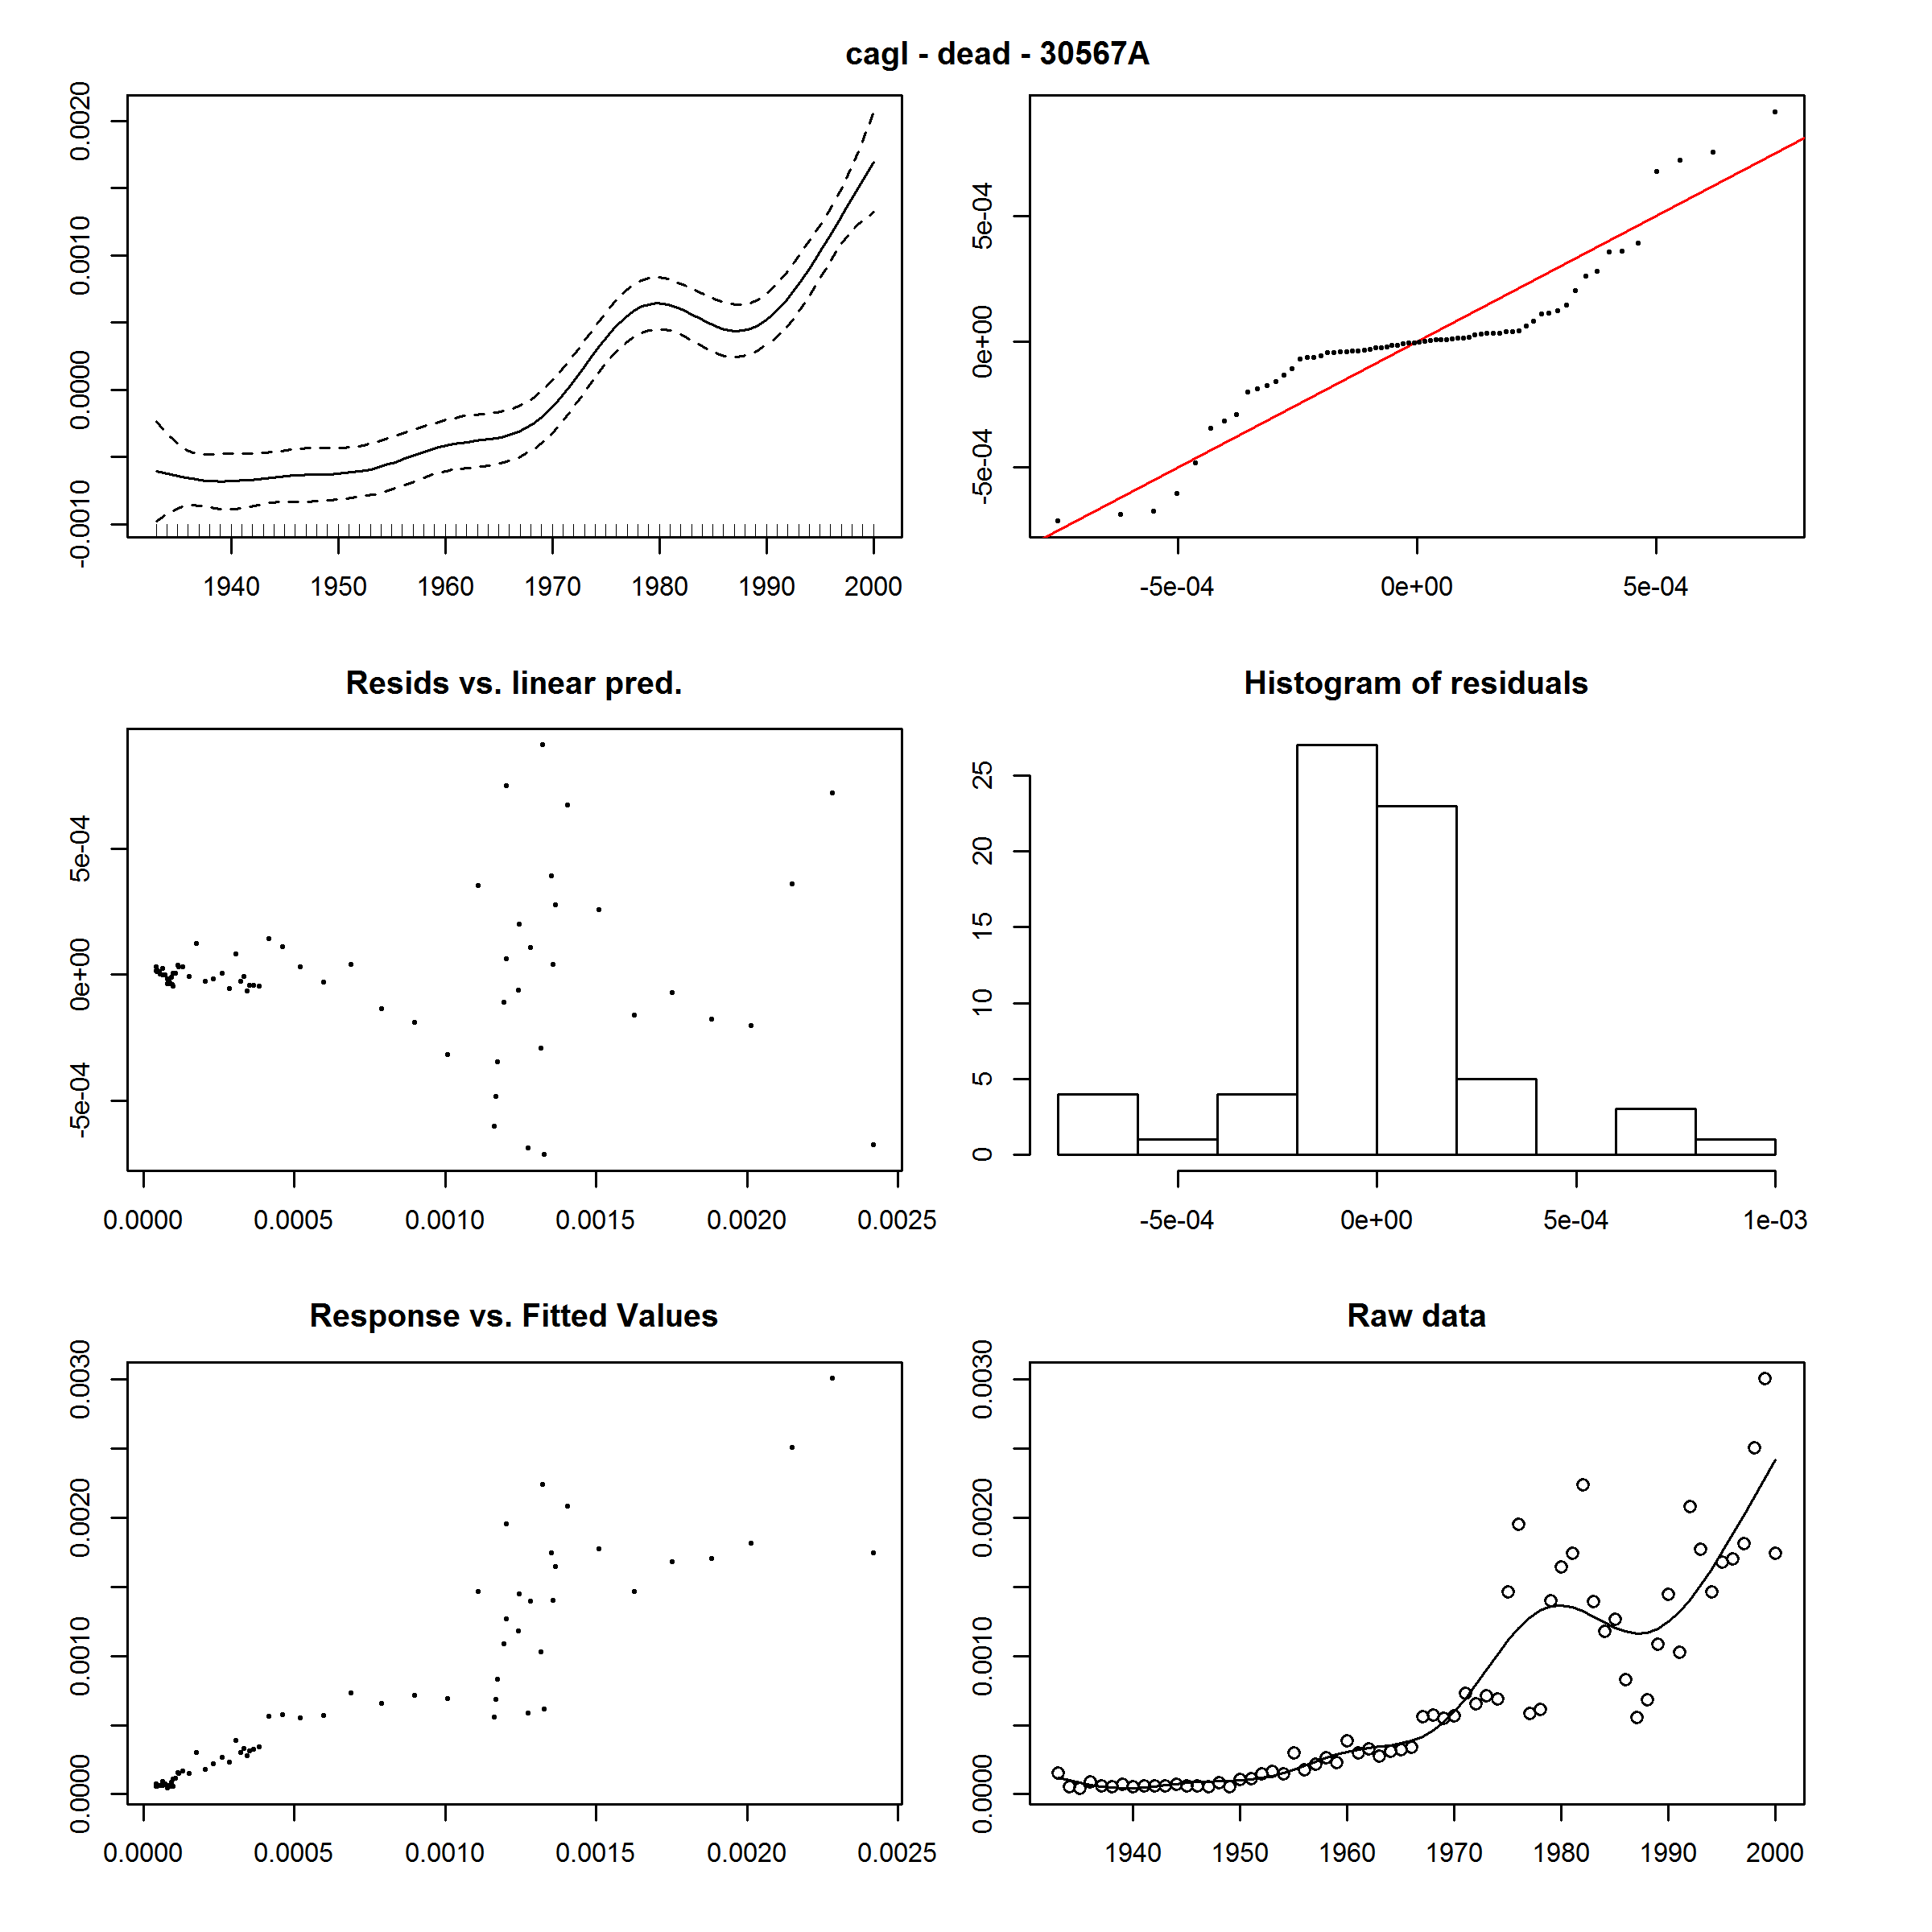 cagl - dead - 30567A
-0.0010 0.0000 0.0010 0.0020
1940 1950 1960 1970 1980 1990 2000
-5e-04 0e+00 5e-04
-5e-04 0e+00 5e-04
Resids vs. linear pred.
-5e-04 0e+00 5e-04
0.0000 0.0005 0.0010 0.0015 0.0020 0.0025
Histogram of residuals
0 5 10 15 20 25
-5e-04 0e+00 5e-04 1e-03
Response vs. Fitted Values
0.0000 0.0010 0.0020 0.0030
0.0000 0.0005 0.0010 0.0015 0.0020 0.0025
Raw data
0.0000 0.0010 0.0020 0.0030
1940 1950 1960 1970 1980 1990 2000